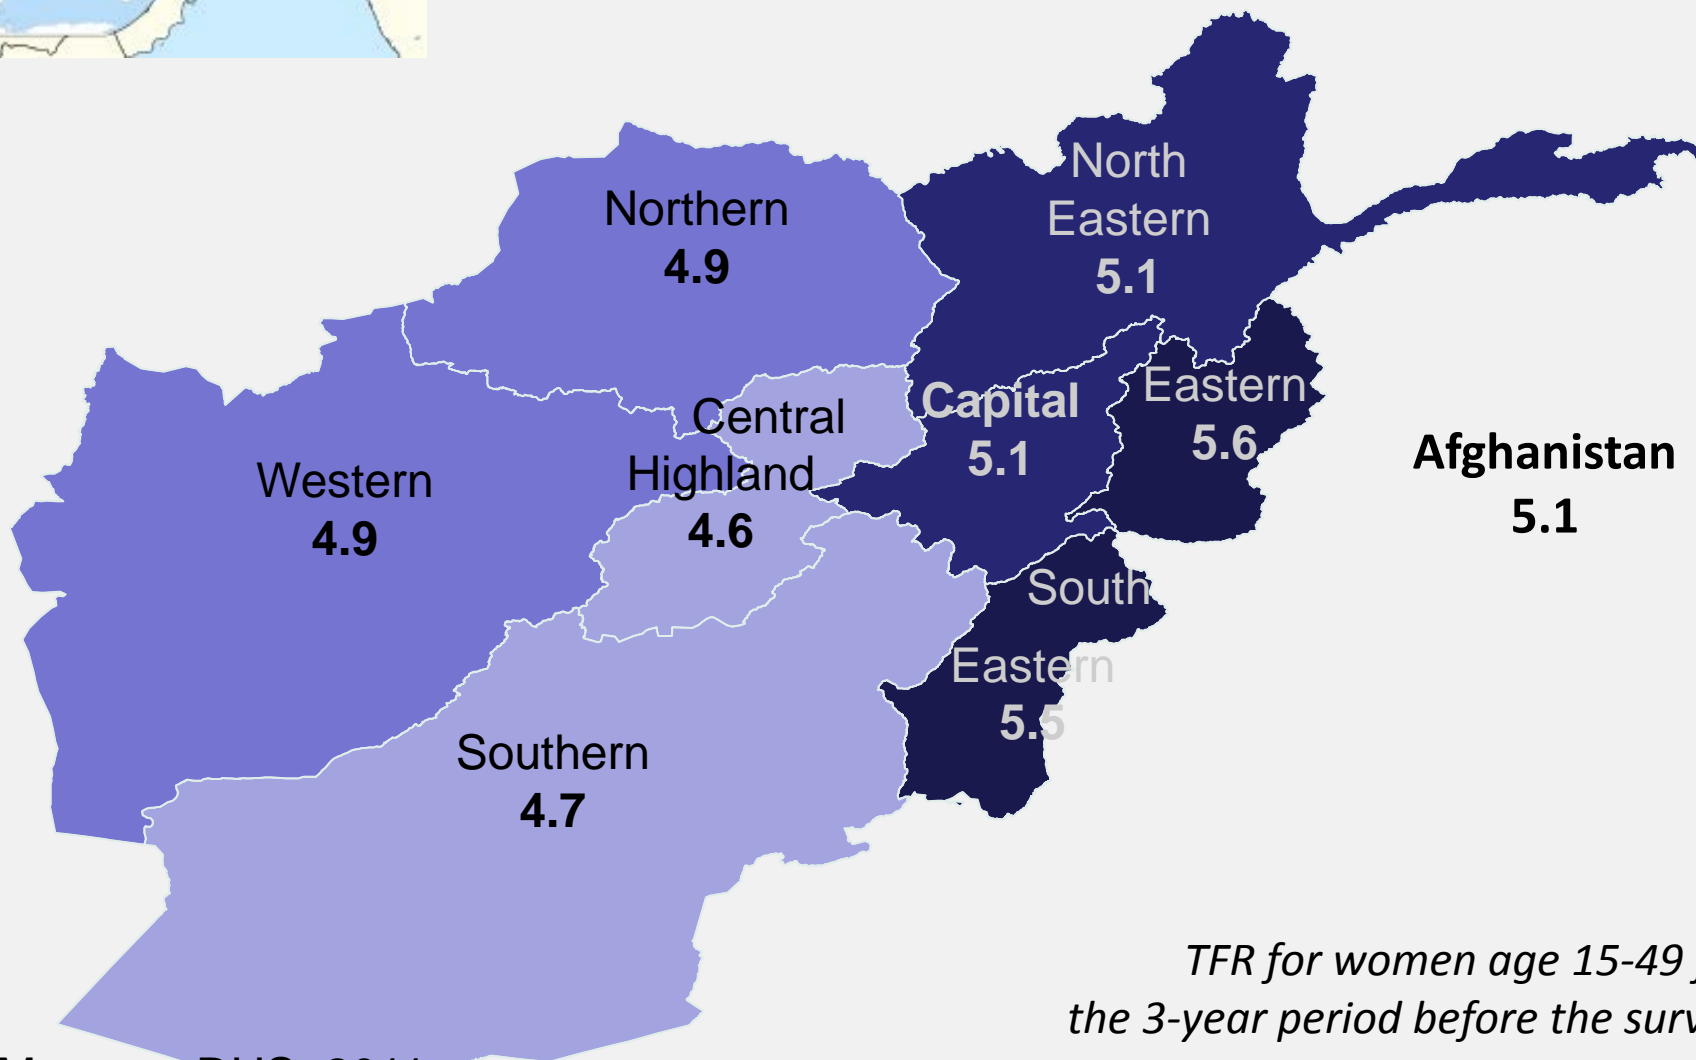 Northern
4.9
North
Eastern
5.1
Central
Highland
4.6
Capital
5.1
Eastern
5.6
Western
4.9
Afghanistan
5.1
South
Eastern
5.5
Southern
4.7
TFR for women age 15-49
the 3-year period before the